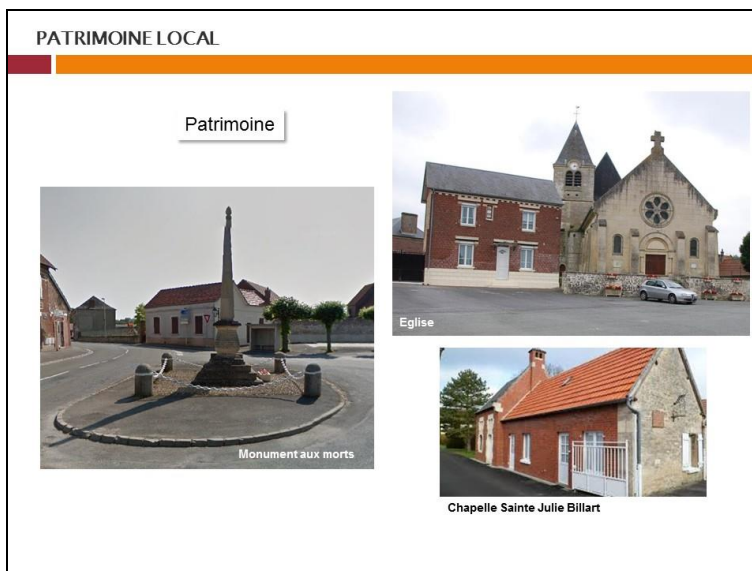 PATRIMOINE LOCAL
Patrimoine
Eglise
Monument aux morts
Chapelle Sainte Julie Billart